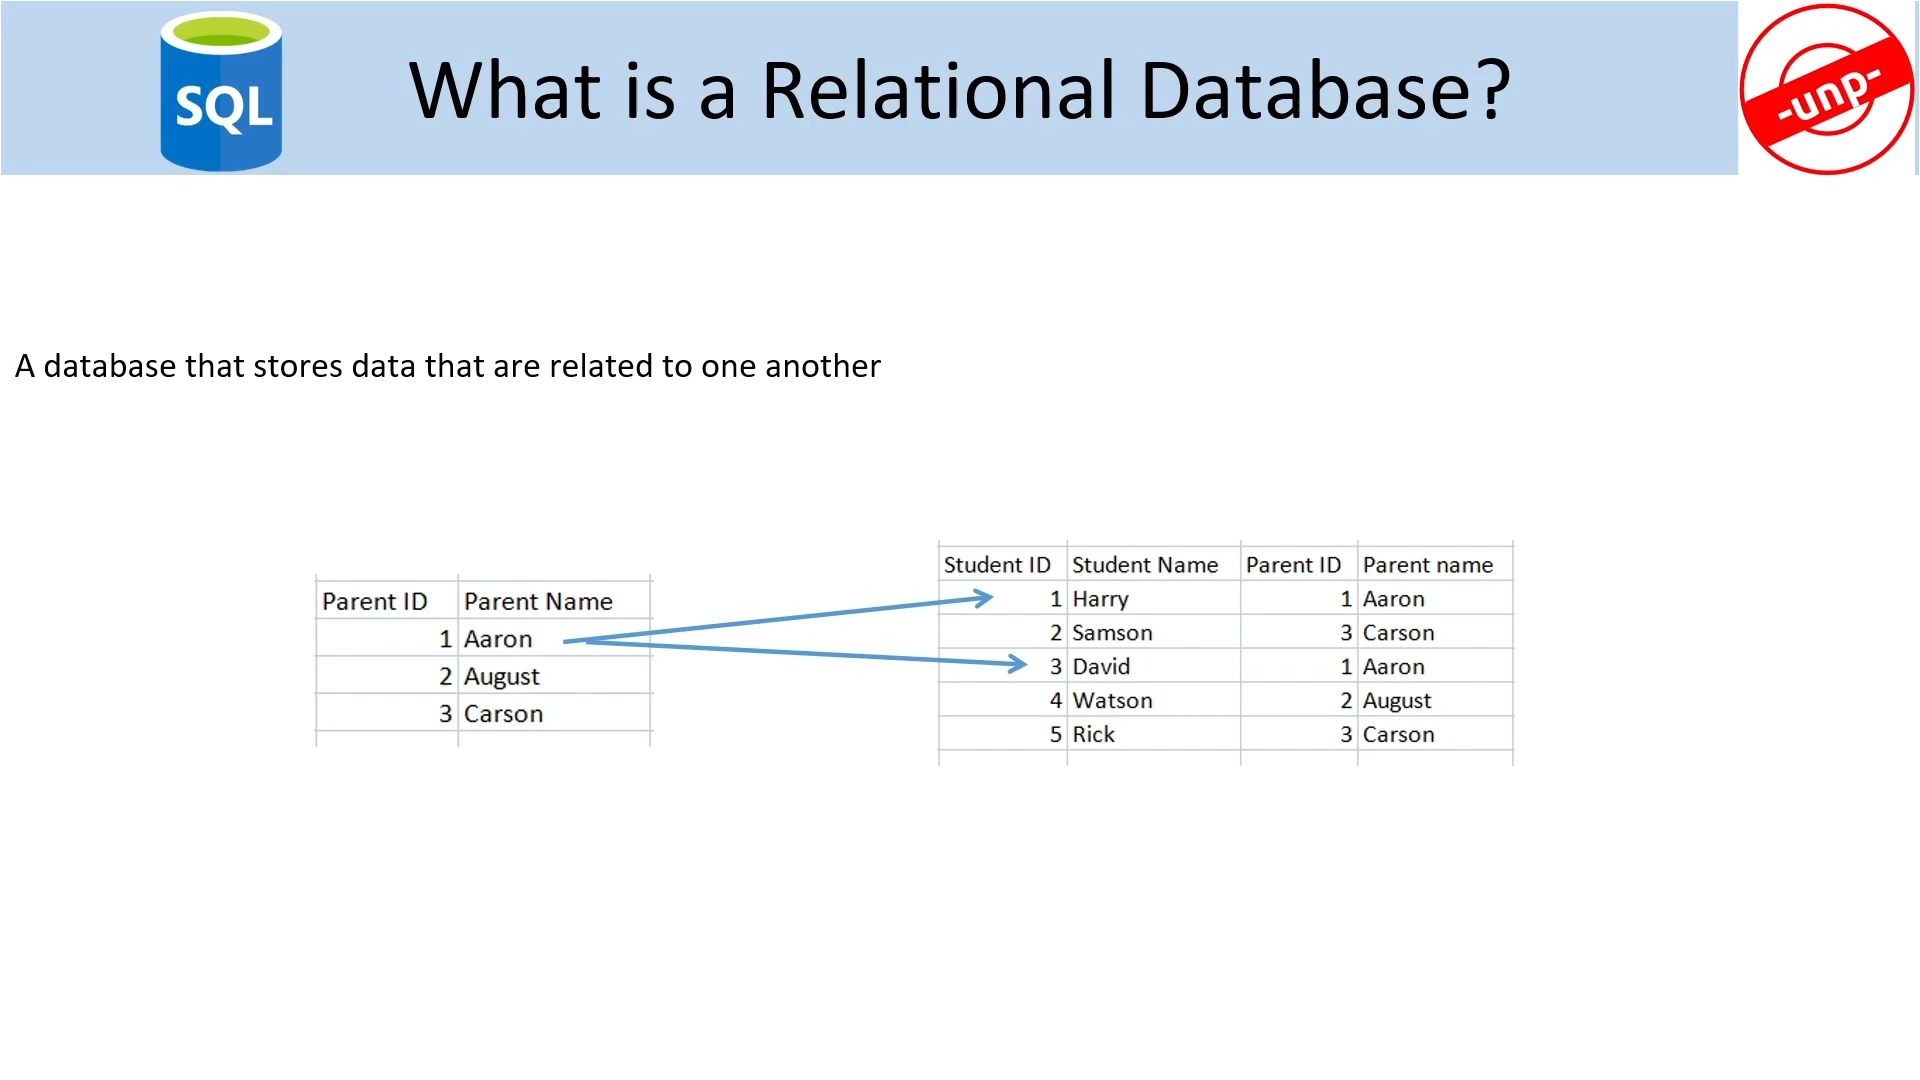 SQL
What is a Relational Database?
-unp-
A database that stores data that are related to one another
Parent ID Parent Name
1 Aaron
2 August
3 Carson
Student ID Student Name Parent ID Parent name
1 Harry 1 Aaron
2 Samson 3 Carson
3 David 1 Aaron
4 Watson 2 August
5 Rick 3 Carson